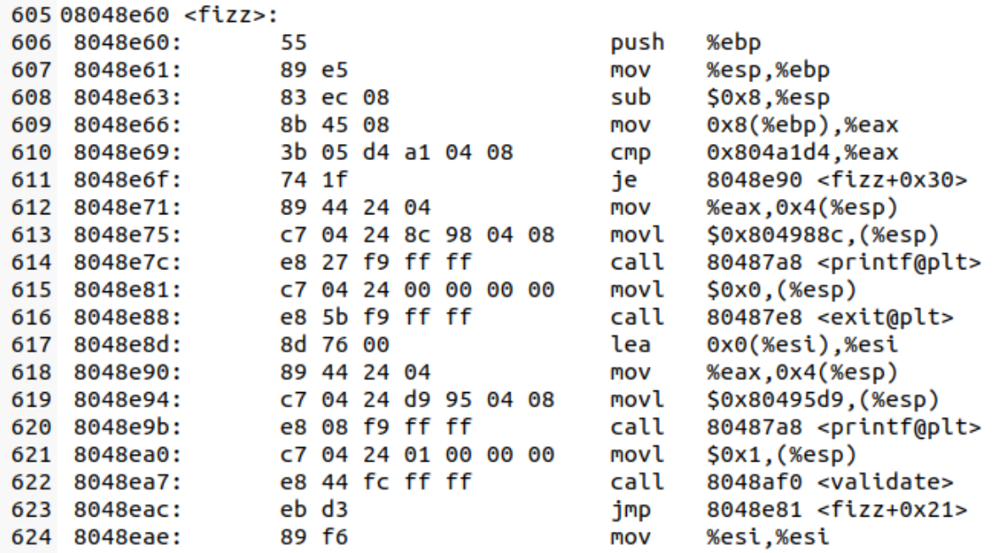 605 08048e60 <fizz>:
606  8048e60:       55                      push   %ebp
607  8048e61:       89 e5                   mov    %esp,%ebp
608  8048e63:       83 ec 08                sub    $0x8,%esp
609  8048e66:       8b 45 08                mov    0x8(%ebp),%eax
610  8048e69:       3b 05 d4 a1 04 08       cmp    0x804a1d4,%eax
611  8048e6f:       74 1f                   je     8048e90 <fizz+0x30>
612  8048e71:       89 44 24 04             mov    %eax,0x4(%esp)
613  8048e75:       c7 04 24 8c 98 04 08    movl   $0x804988c,(%esp)
614  8048e7c:       e8 27 f9 ff ff          call   80487a8 <printf@plt>
615  8048e81:       c7 04 24 00 00 00 00    movl   $0x0,(%esp)
616  8048e88:       e8 5b f9 ff ff          call   80487e8 <exit@plt>
617  8048e8d:       8d 76 00                lea    0x0(%esi),%esi
618  8048e90:       89 44 24 04             mov    %eax,0x4(%esp)
619  8048e94:       c7 04 24 d9 95 04 08    movl   $0x80495d9,(%esp)
620  8048e9b:       e8 08 f9 ff ff          call   80487a8 <printf@plt>
621  8048ea0:       c7 04 24 01 00 00 00    movl   $0x1,(%esp)
622  8048ea7:       e8 44 fc ff ff          call   8048af0 <validate>
623  8048eac:       eb d3                   jmp    8048e81 <fizz+0x21>
624  8048eae:       89 f6                   mov    %esi,%esi